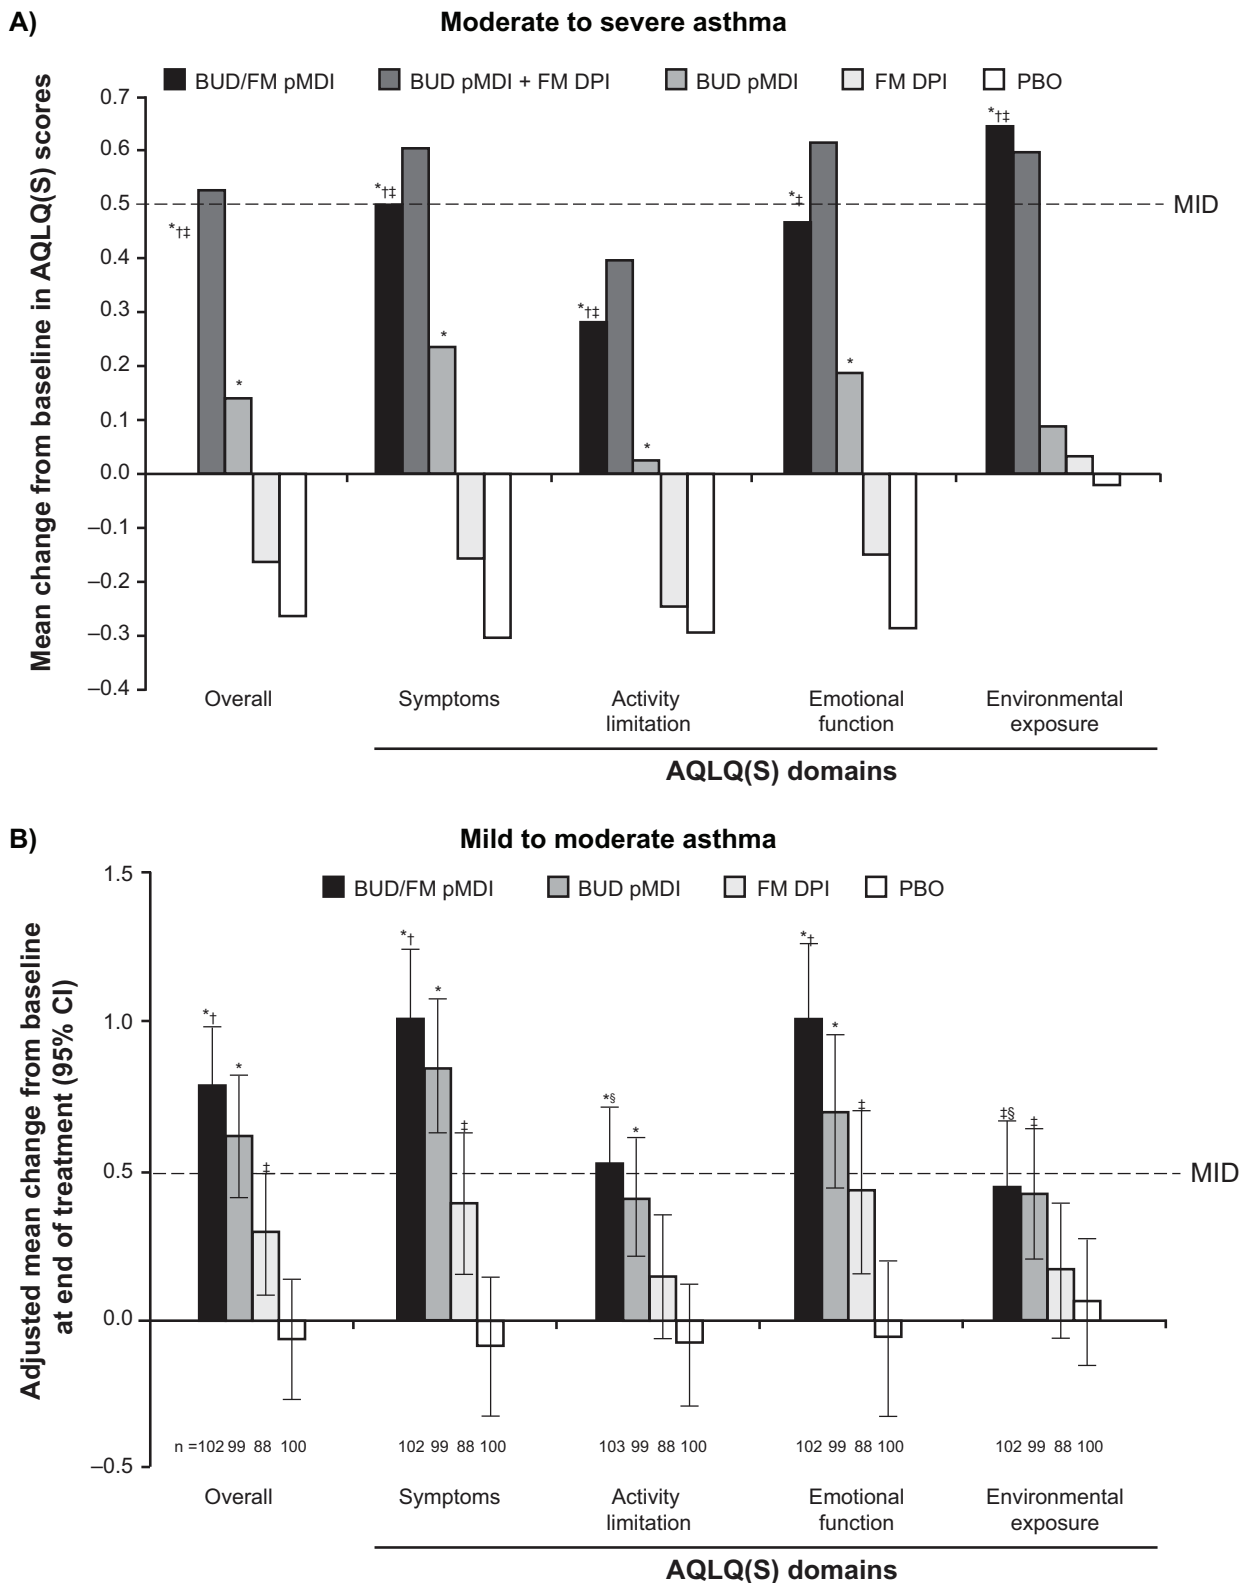 A)
Moderate to severe asthma
BUD/FM pMDI BUD pMDI + FM DPI BUD pMDI FM DPI PBO
Mean change from baseline in AQLQ(S) scores
0.7
0.6
0.5
0.4
0.3
0.2
0.1
0.0
–0.1
–0.2
–0.3
–0.4
MID
*†‡
*
*†‡
*
*†‡
*
*‡
*
*†‡
Overall Symptoms Activity limitation Emotional function Environmental exposure
AQLQ(S) domains
B)
Mild to moderate asthma
BUD/FM pMDI BUD pMDI FM DPI PBO
Adjusted mean change from baseline
at end of treatment (95% CI)
1.5
1.0
0.5
0.0
–0.5
MID
*†
*
‡
*†
*
‡
*§
*
*‡
*
‡
‡§
‡
n =102 99 88 100 102 99 88 100 103 99 88 100 102 99 88 100 102 99 88 100
Overall Symptoms Activity limitation Emotional function Environmental exposure
AQLQ(S) domains